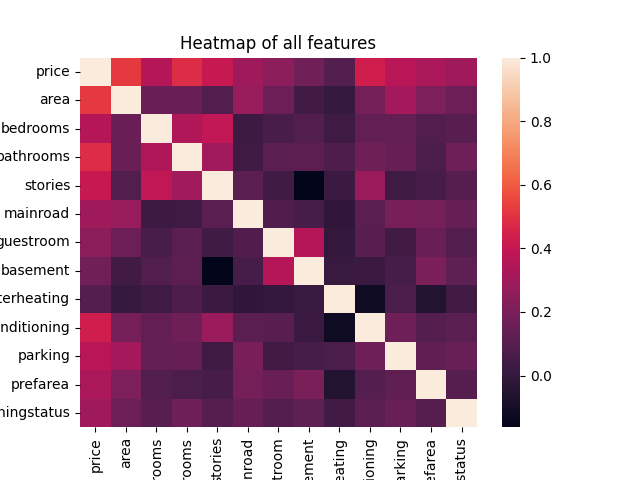 Heatmap of all features
price
area
bedrooms
bathrooms
stories
mainroad
guestroom
basement
terheating
nditioning
parking
prefarea
ingstatus
1.0
0.8
0.6
0.4
0.2
0.0
price
area
rooms
rooms
stories
nroad
troom
ement
eating
ioning
arking
efarea
status